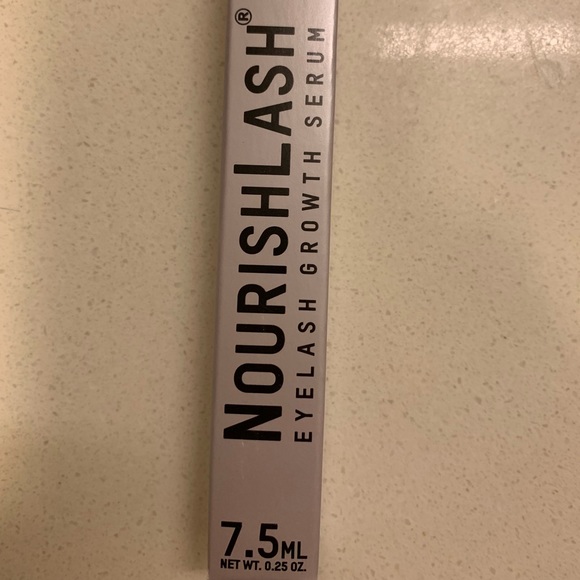 NOURISHLASH®
EYELASH GROWTH SERUM
7.5ML
NET WT. 0.25 OZ.